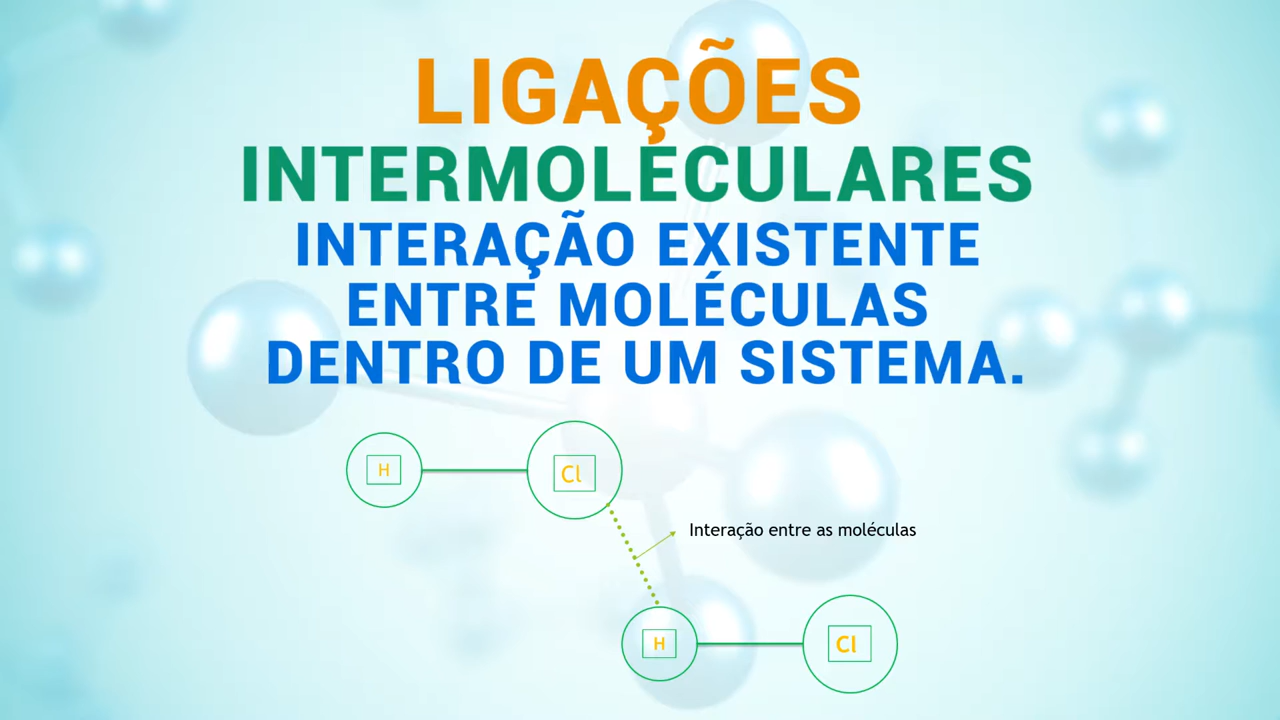 LIGAÇÕES
INTERMOLECULARES
INTERAÇÃO EXISTENTE
ENTRE MOLÉCULAS
DENTRO DE UM SISTEMA.
H
Cl
Interação entre as moléculas
H
Cl